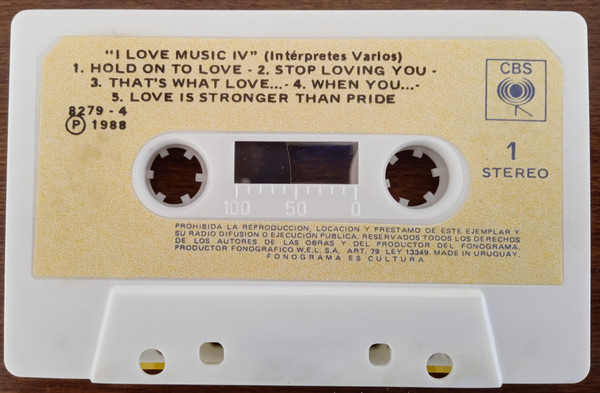 "I LOVE MUSIC IV" (Intérpretes Varios)
1. HOLD ON TO LOVE - 2. STOP LOVING YOU -
3. THAT'S WHAT LOVE... - 4. WHEN YOU...-
5. LOVE IS STRONGER THAN PRIDE
8279 - 4
Ⓟ 1988
CBS
1
STEREO
100 50 0
PROHIBIDA LA REPRODUCCION, LOCACION Y PRESTAMO DE ESTE EJEMPLAR Y
SU RADIO DIFUSION O EJECUCIÓN PUBLICA. RESERVADOS TODOS LOS DERECHOS
DE LOS AUTORES DE LAS OBRAS Y DEL PRODUCTOR DEL FONOGRAMA.
PRODUCTOR FONOGRAFICO W.E.L. S.A. ART. 79 LEY 13349. MADE IN URUGUAY.
FONOGRAMA ES CULTURA